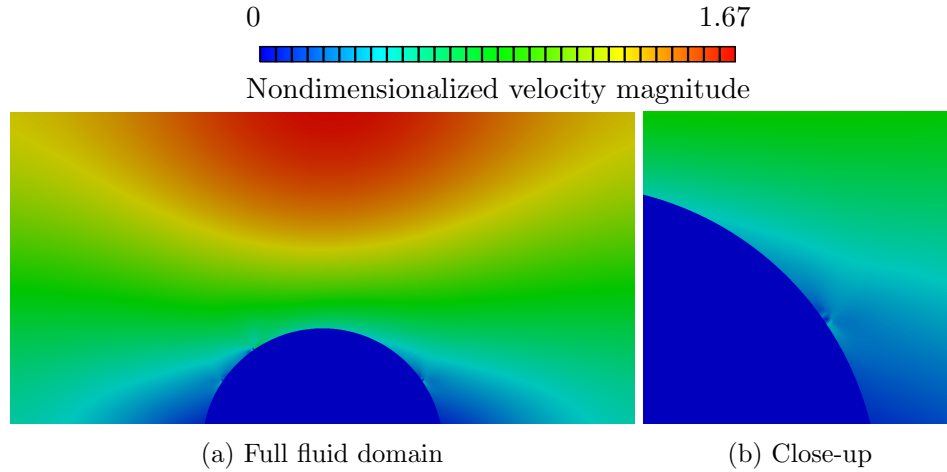 0 1.67
Nondimensionalized velocity magnitude
(a) Full fluid domain
(b) Close-up